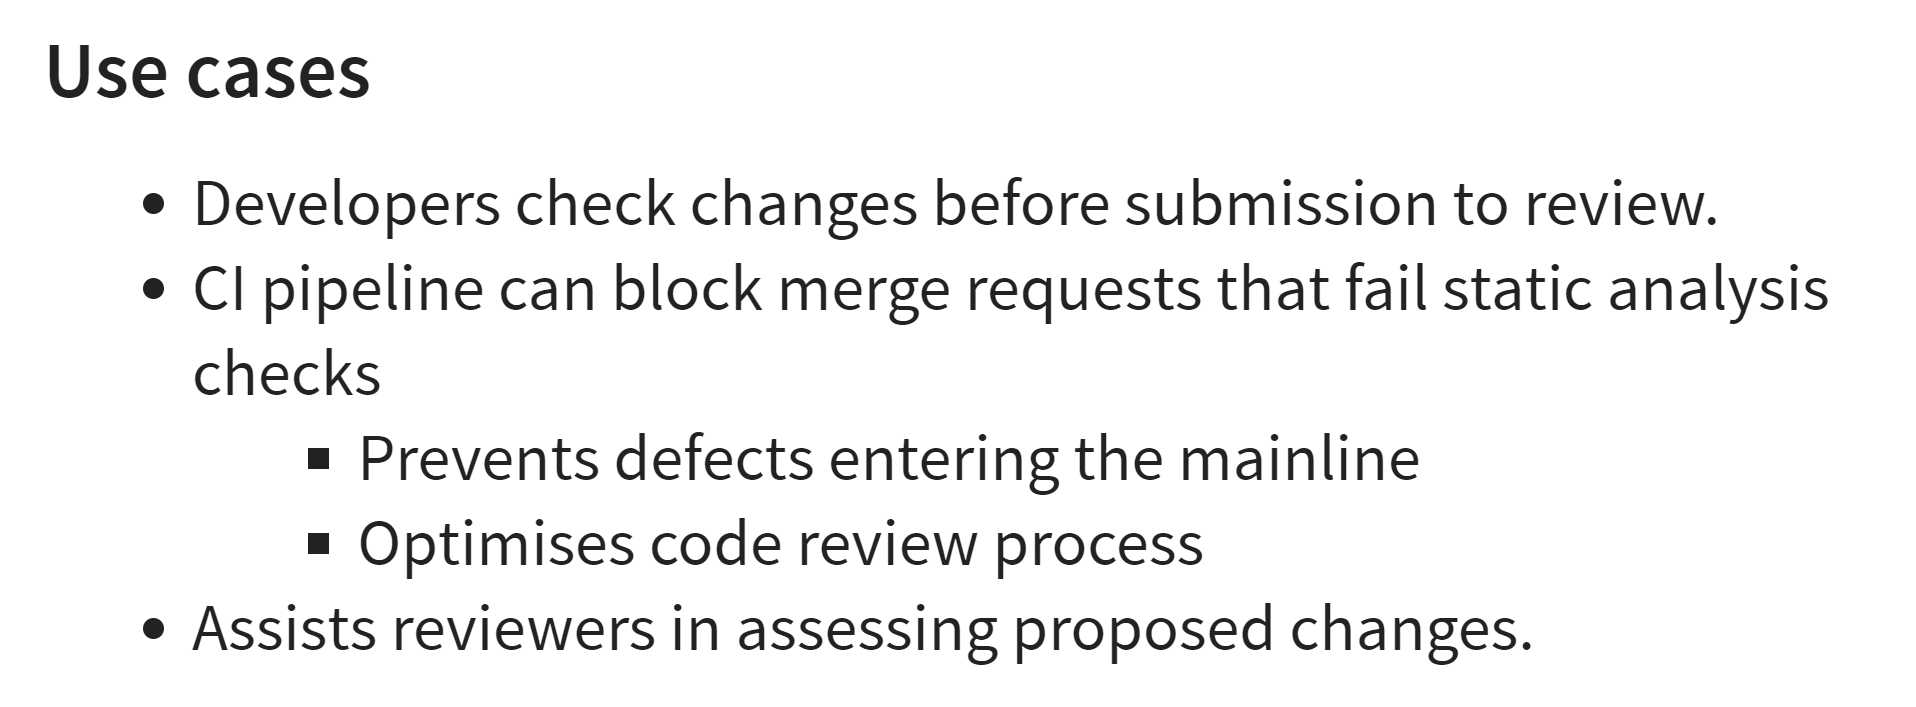 Use cases
• Developers check changes before submission to review.
• CI pipeline can block merge requests that fail static analysis
checks
▪ Prevents defects entering the mainline
▪ Optimises code review process
• Assists reviewers in assessing proposed changes.